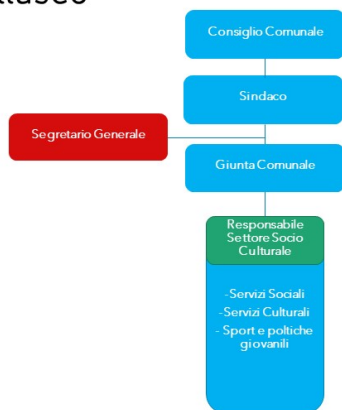 Consiglio Comunale
Sindaco
Segretario Generale
Giunta Comunale
Responsabile
Settore Socio
Culturale
-Servizi Sociali
-Servizi Culturali
- Sport e poltiche
giovanili